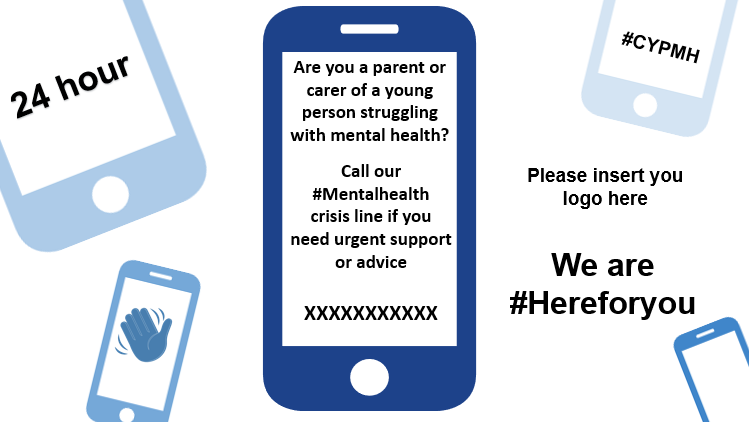 24 hour
Are you a parent or
carer of a young
person struggling
with mental health?
Call our
#Mentalhealth
crisis line if you
need urgent support
or advice
XXXXXXXXXXX
#CYPMH
Please insert you
logo here
We are
#Hereforyou